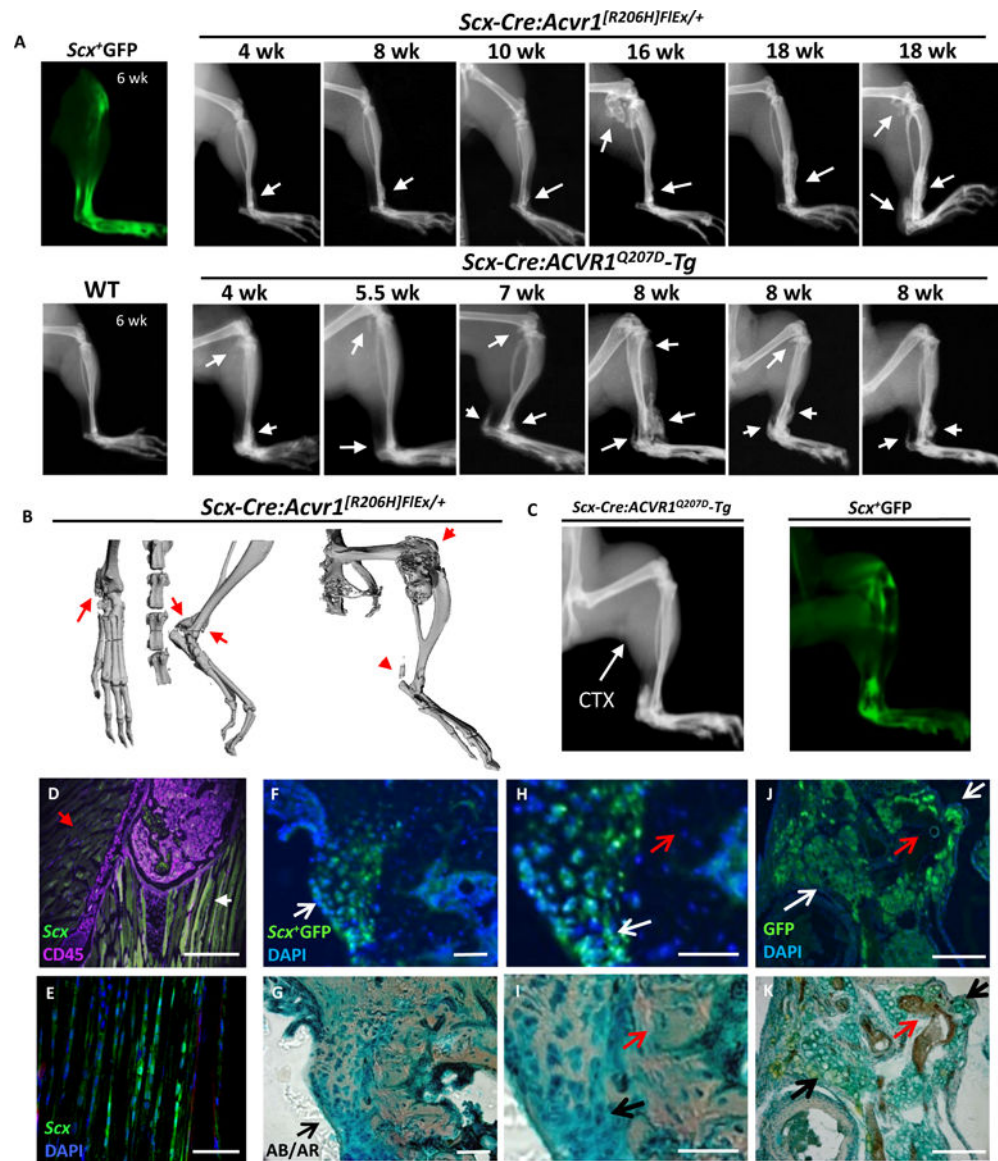 Scx-Cre:Acvr1[R206H]FlEx/+
A
Scx+GFP
4 wk 8 wk 10 wk 16 wk 18 wk 18 wk
6 wk
Scx-Cre:ACVR1Q207D-Tg
WT
4 wk 5.5 wk 7 wk 8 wk 8 wk 8 wk
6 wk
B
Scx-Cre:Acvr1[R206H]FlEx/+
C
Scx-Cre:ACVR1Q207D-Tg
Scx+GFP
CTX
D
Scx
CD45
F
Scx+GFP
DAPI
H
J
GFP
DAPI
E
Scx
DAPI
G
AB/AR
I
K